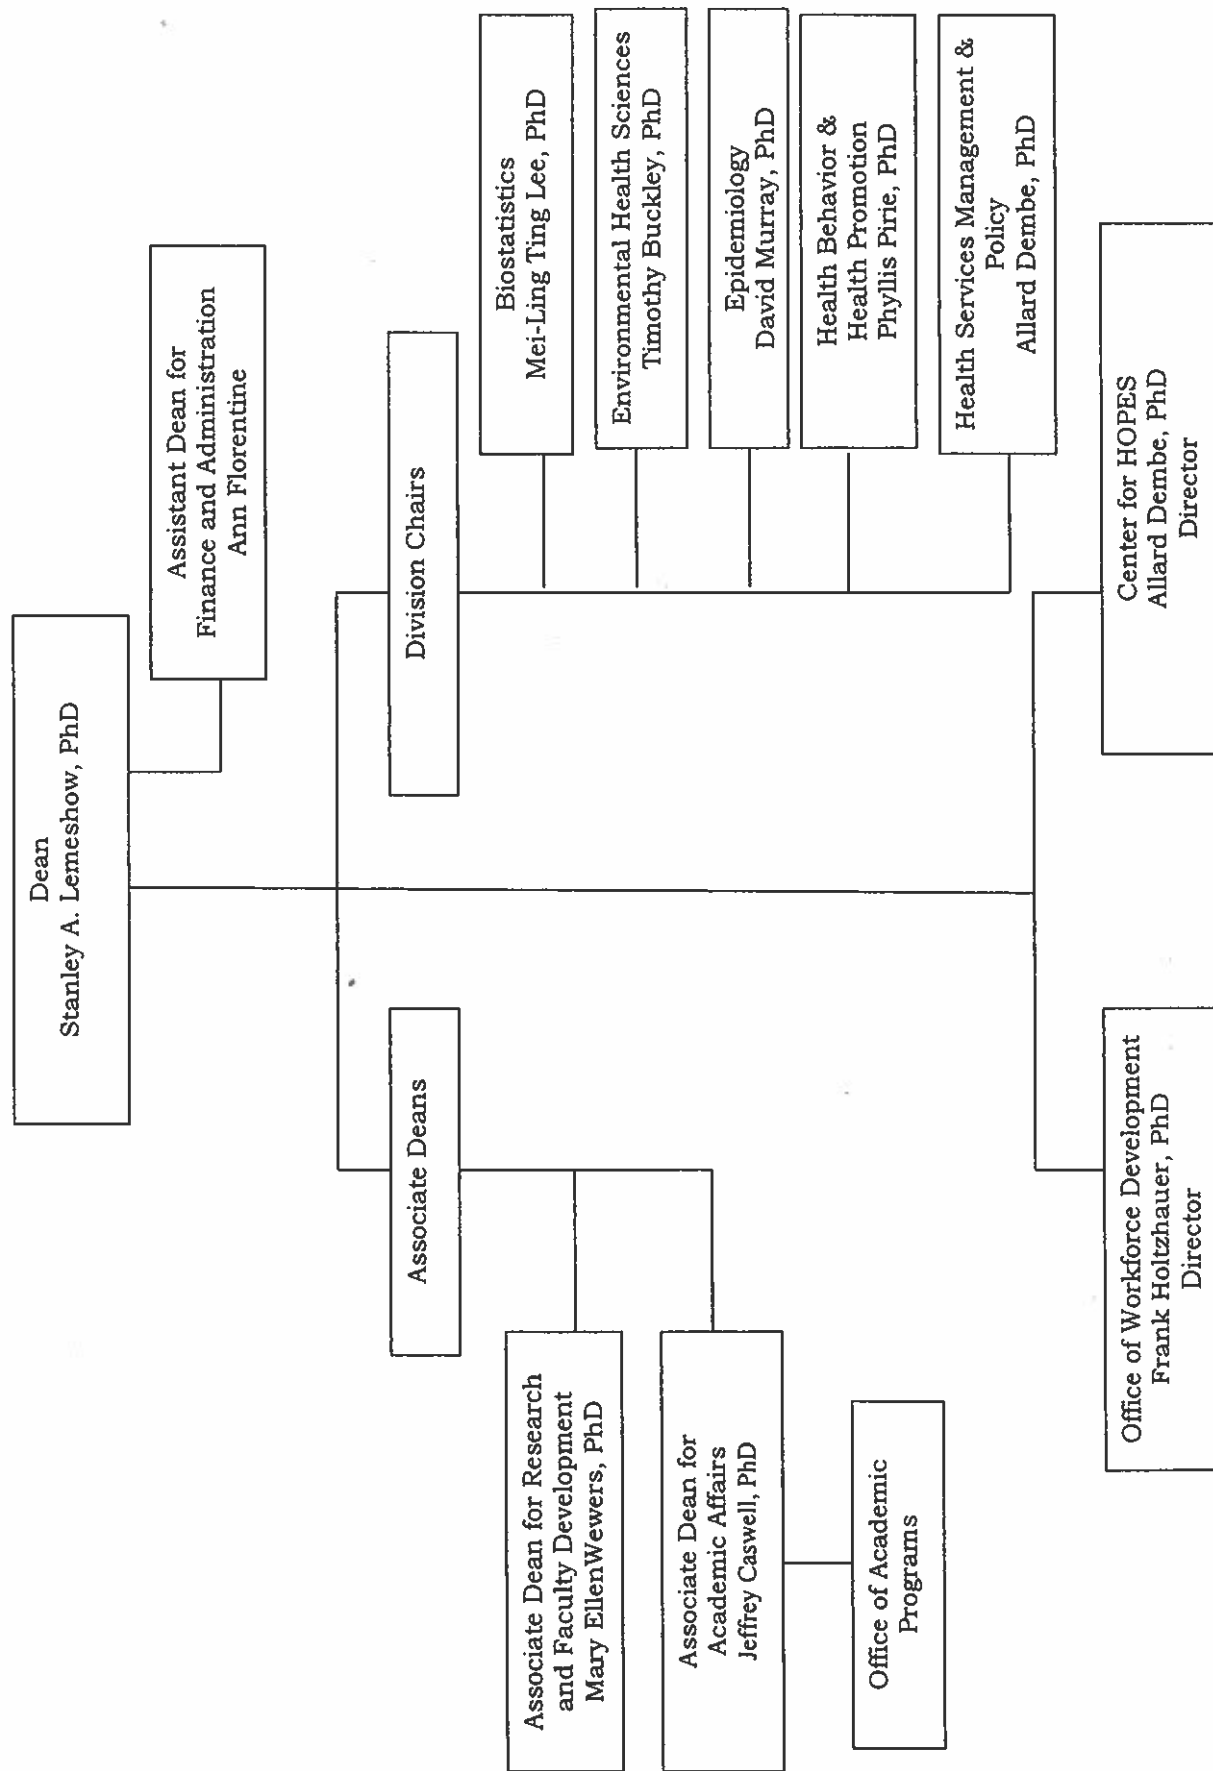 Dean
Stanley A. Lemeshow, PhD
Assistant Dean for
Finance and Administration
Ann Florentine
Associate Deans
Division Chairs
Associate Dean for Research
and Faculty Development
Mary EllenWewers, PhD
Associate Dean for
Academic Affairs
Jeffrey Caswell, PhD
Office of Academic
Programs
Biostatistics
Mei-Ling Ting Lee, PhD
Environmental Health Sciences
Timothy Buckley, PhD
Epidemiology
David Murray, PhD
Health Behavior &
Health Promotion
Phyllis Pirie, PhD
Health Services Management &
Policy
Allard Dembe, PhD
Office of Workforce Development
Frank Holtzhauer, PhD
Director
Center for HOPES
Allard Dembe, PhD
Director